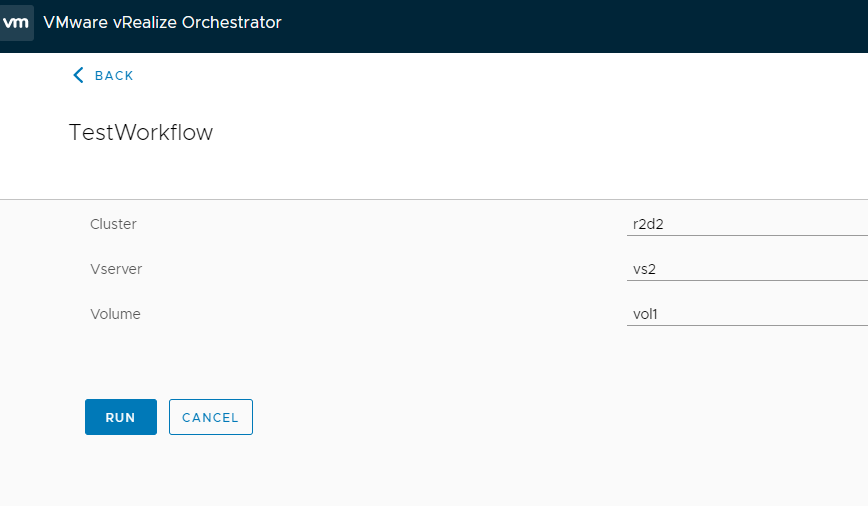 vm VMware vRealize Orchestrator
BACK
TestWorkflow
Cluster r2d2
Vserver vs2
Volume vol1
RUN CANCEL